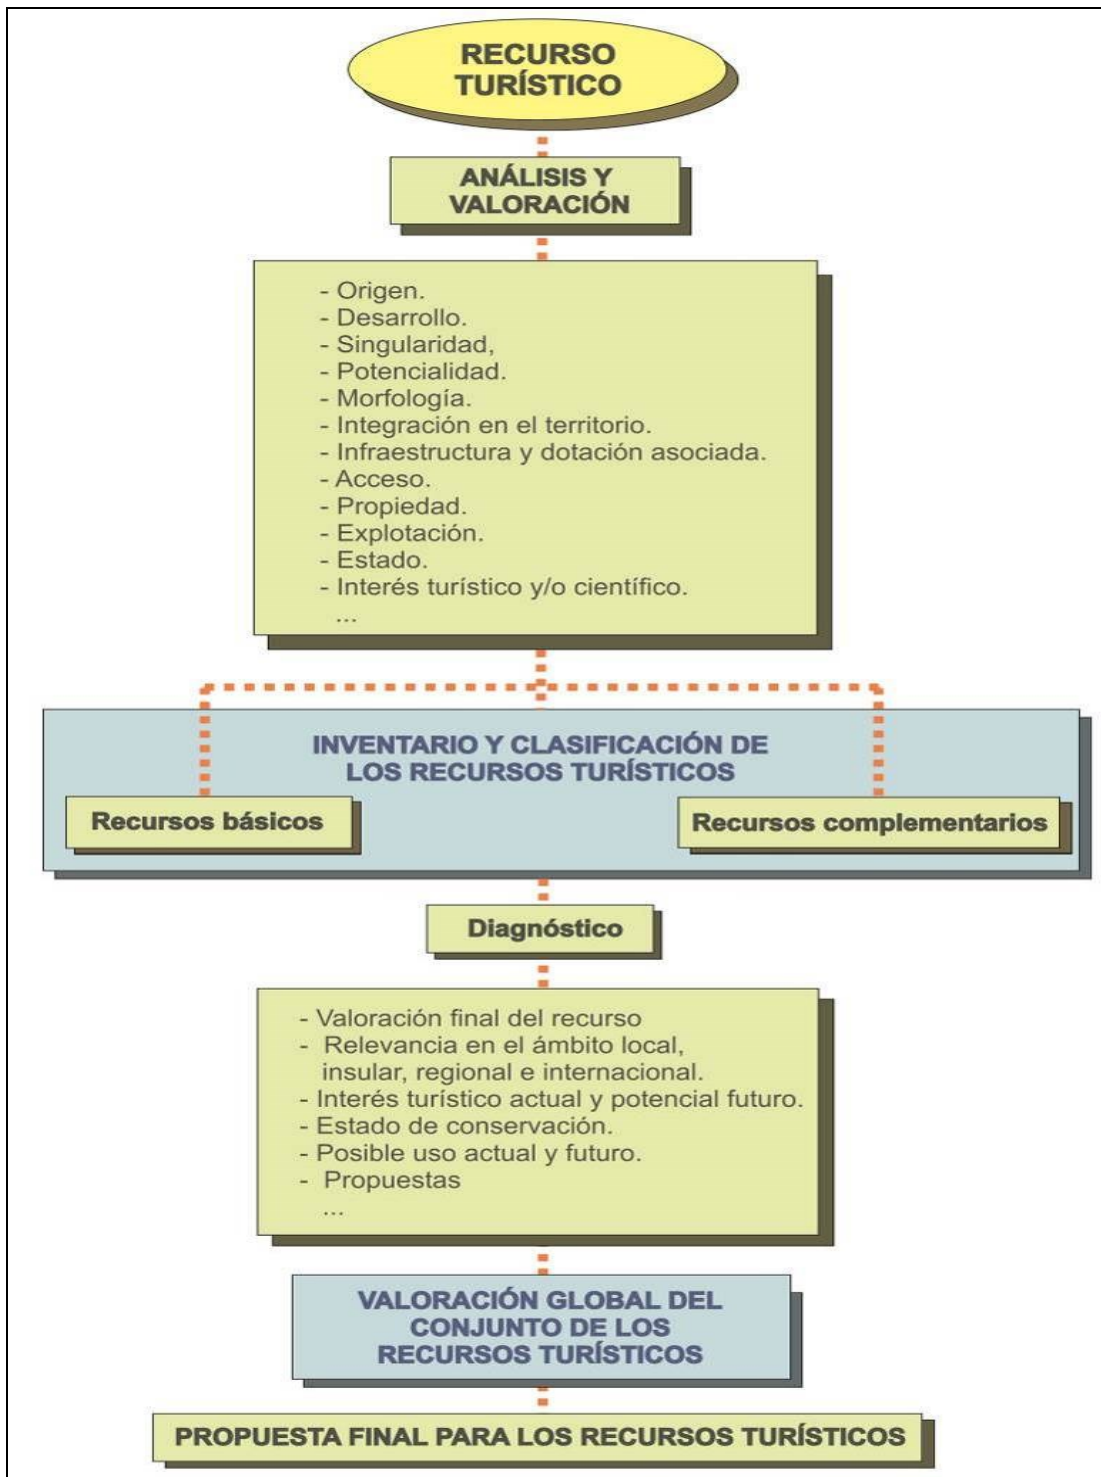 RECURSO
TURÍSTICO
ANÁLISIS Y
VALORACIÓN
- Origen.
- Desarrollo.
- Singularidad,
- Potencialidad.
- Morfología.
- Integración en el territorio.
- Infraestructura y dotación asociada.
- Acceso.
- Propiedad.
- Explotación.
- Estado.
- Interés turístico y/o científico.
...
INVENTARIO Y CLASIFICACIÓN DE
LOS RECURSOS TURÍSTICOS
Recursos básicos
Recursos complementarios
Diagnóstico
- Valoración final del recurso
- Relevancia en el ámbito local,
insular, regional e internacional.
- Interés turístico actual y potencial futuro.
- Estado de conservación.
- Posible uso actual y futuro.
- Propuestas
...
VALORACIÓN GLOBAL DEL
CONJUNTO DE LOS
RECURSOS TURÍSTICOS
PROPUESTA FINAL PARA LOS RECURSOS TURÍSTICOS